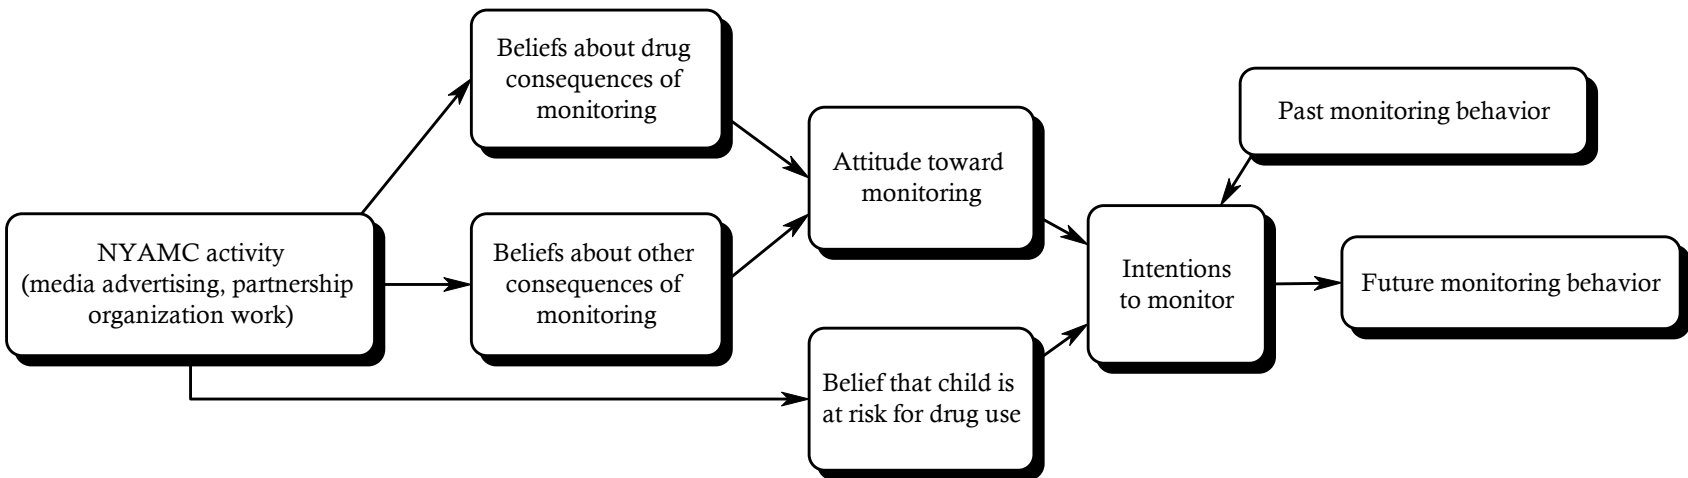 Beliefs about drug
consequences of
monitoring
Past monitoring behavior
Attitude toward
monitoring
NYAMC activity
(media advertising, partnership
organization work)
Beliefs about other
consequences of
monitoring
Intentions
to monitor
Future monitoring behavior
Belief that child is
at risk for drug use